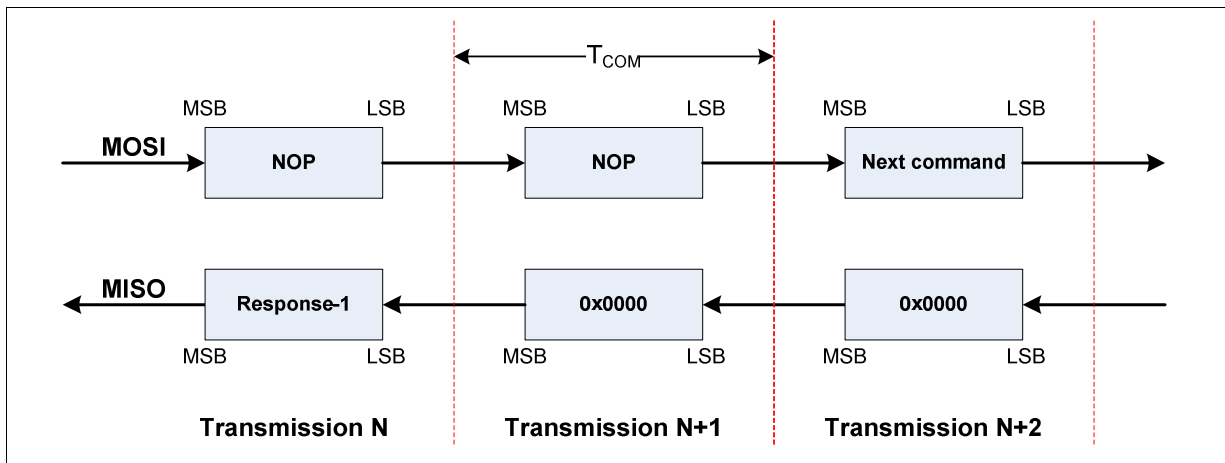 T_COM
MSB LSB MSB LSB MSB LSB
MOSI NOP NOP Next command
MISO Response-1 0x0000 0x0000
MSB LSB MSB LSB MSB LSB
Transmission N Transmission N+1 Transmission N+2